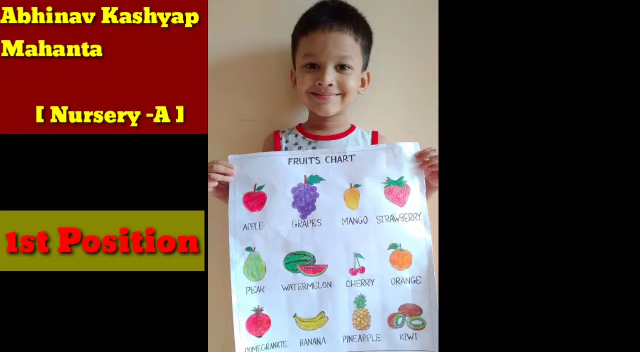 Abhinav Kashyap
Mahanta
[ Nursery -A ]
1st Position
FRUITS CHART
APPLE GRAPES MANGO STRAWBERRY
PEAR WATERMELON CHERRY ORANGE
POMEGRANATE BANANA PINEAPPLE KIWI